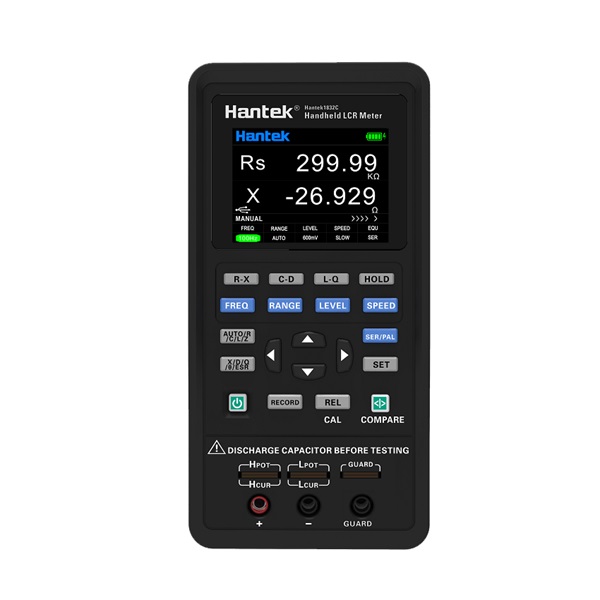 Hantek® Hantek1832C
Handheld LCR Meter
Hantek 4
Rs 299.99 KΩ
X -26.929 Ω
MANUAL >>>> >
FREQ RANGE LEVEL SPEED EQU
100Hz AUTO 600mV SLOW SER
R-X C-D L-Q HOLD
FREQ RANGE LEVEL SPEED
AUTO/R
/C/L/Z
SER/PAL
X/D/Q
/θ/ESR
SET
RECORD REL
CAL COMPARE
DISCHARGE CAPACITOR BEFORE TESTING
HPOT LPOT GUARD
HCUR LCUR
+ − GUARD